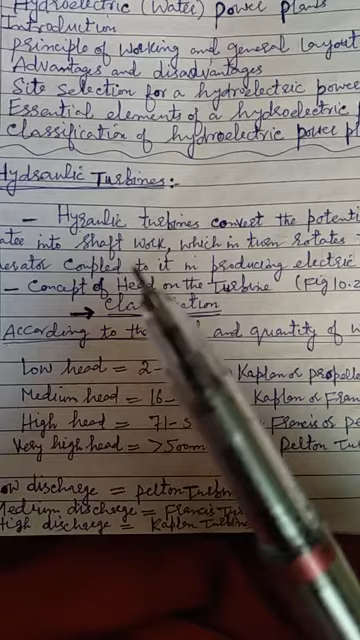 Hydroelectric (Water) Power plants
Introduction
principle of working and general layout
Advantages and disadvantages
Site Selection for a hydroelectric power
Essential elements of a hydroelectric
Classification of hydroelectric power pl
Hydraulic Turbines:-
- Hyraulic turbines convert the potenti
into shaft work, which in turn rotates
coupled to it in producing electric
- Concept of Head on the Turbine (Fig 10.2
→ Classification
According to the and quantity of w
Low head = 2- Kaplan or propelle
Medium head = 16- Kaplan or Fran
High head = 71-5 Francis or pe
Very high head = >500m Pelton Tur
Low discharge = pelton Turbin
Medium discharge = Francis Tur
High discharge = Kaplan Turbine